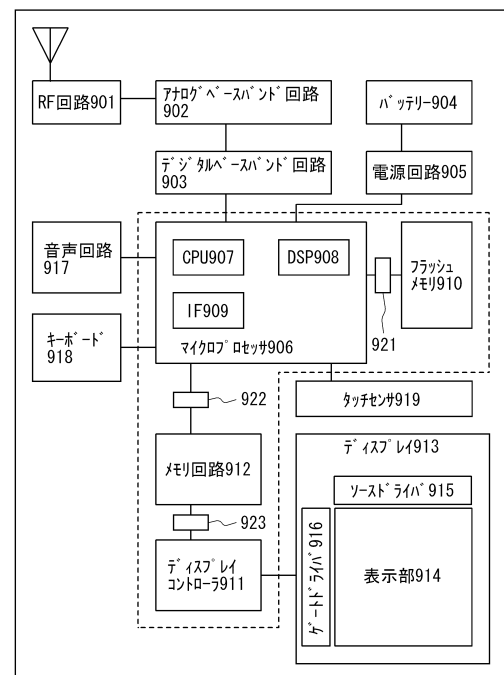 RF回路901
アナログベースバンド回路
902
バッテリー904
デジタルベースバンド回路
903
電源回路905
音声回路
917
CPU907
DSP908
フラッシュ
メモリ910
IF909
キーボード
918
マイクロプロセッサ906
921
922
タッチセンサ919
メモリ回路912
ディスプレイ913
ソースドライバ915
923
ディスプレイ
コントローラ911
ゲートドライバ916
表示部914